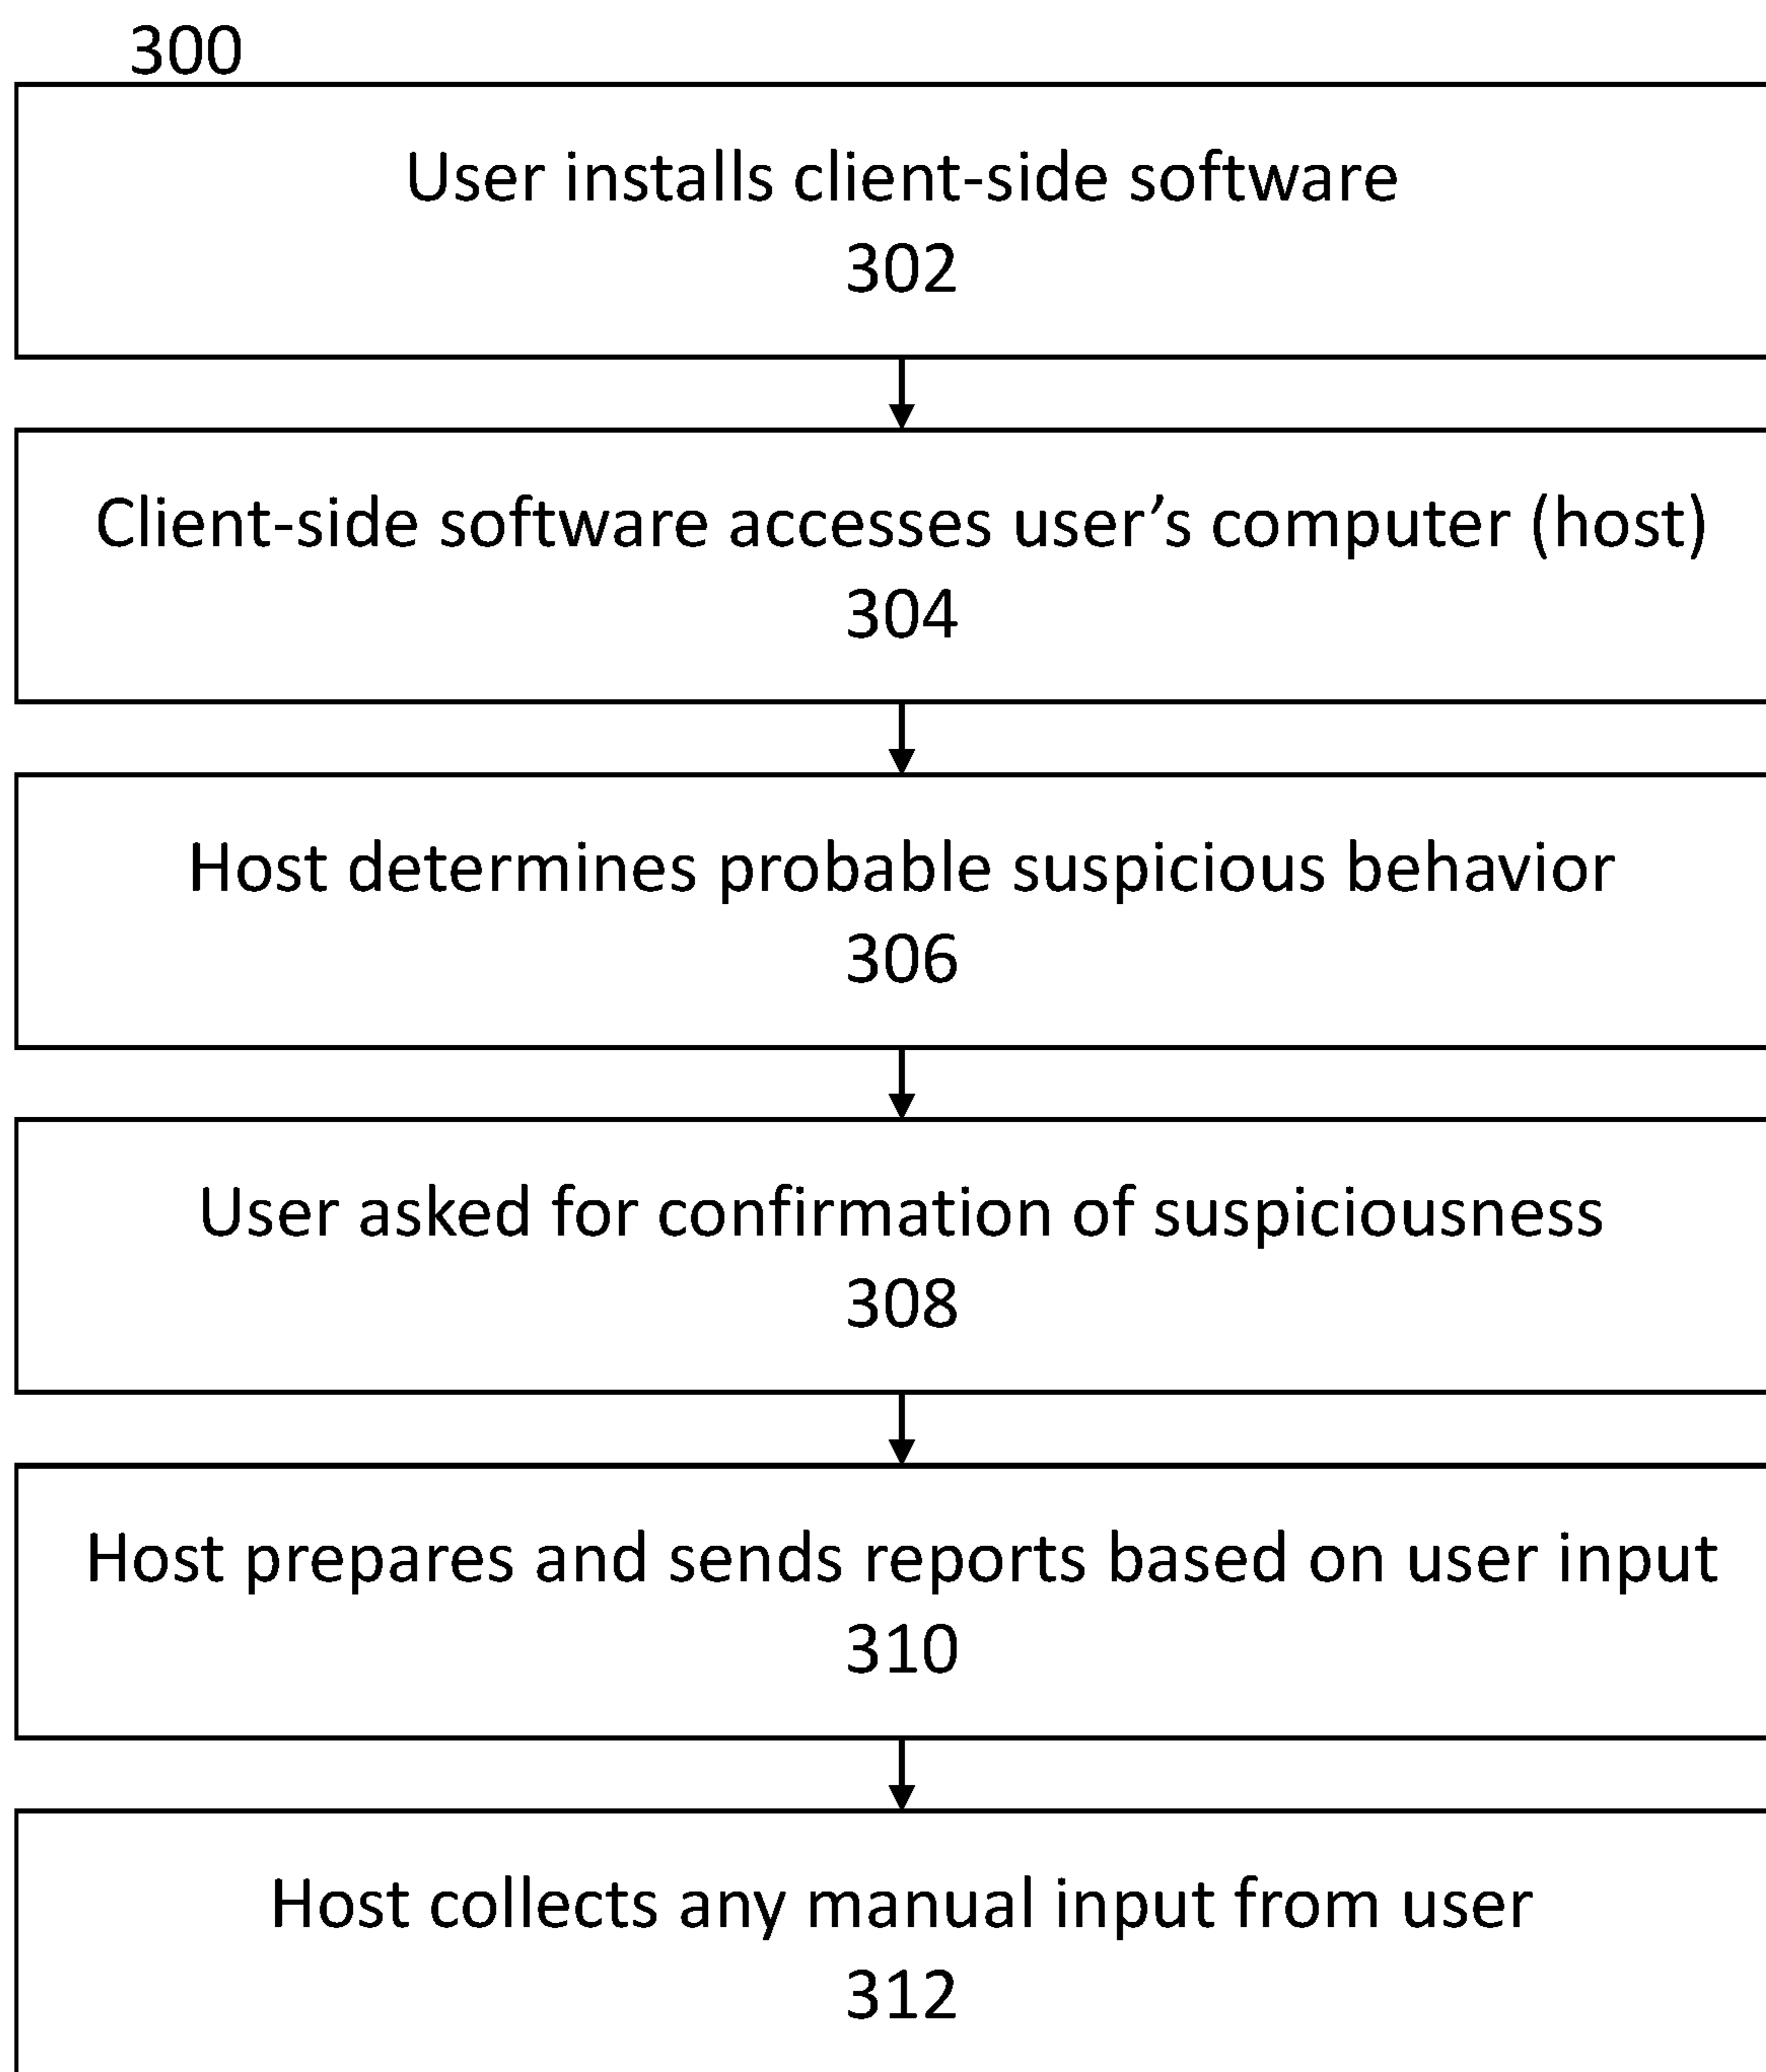 300
User installs client-side software
302
Client-side software accesses user’s computer (host)
304
Host determines probable suspicious behavior
306
User asked for confirmation of suspiciousness
308
Host prepares and sends reports based on user input
310
Host collects any manual input from user
312